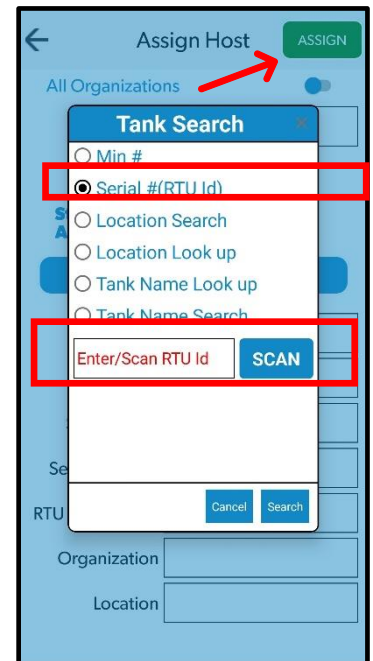 Assign Host ASSIGN
All Organizations
Tank Search ×
Min #
Serial #(RTU Id)
Location Search
Location Look up
Tank Name Look up
Tank Name Search
Enter/Scan RTU Id SCAN
Se
RTU
Cancel Search
Organization
Location